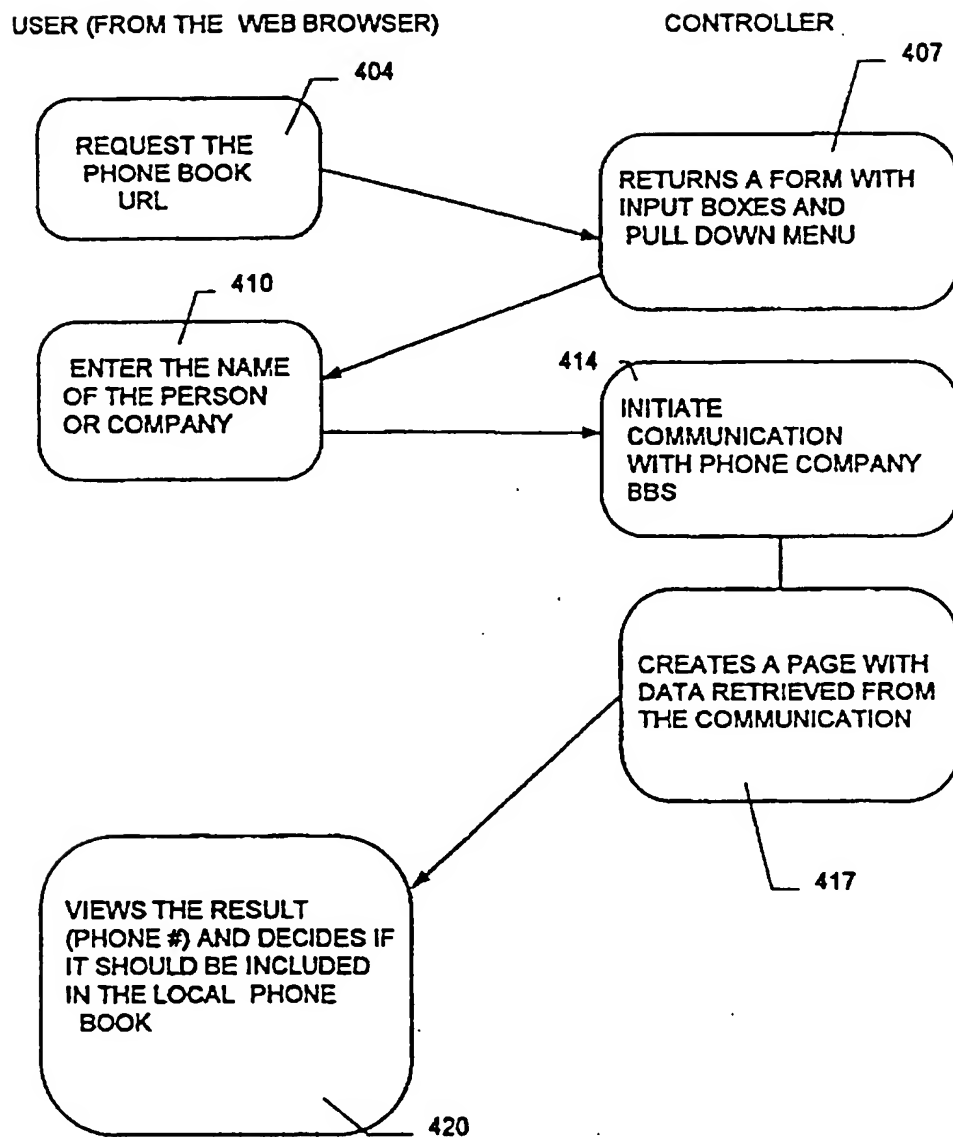 USER (FROM THE WEB BROWSER)
CONTROLLER
404
407
REQUEST THE
PHONE BOOK
URL
RETURNS A FORM WITH
INPUT BOXES AND
PULL DOWN MENU
410
ENTER THE NAME
OF THE PERSON
OR COMPANY
414
INITIATE
COMMUNICATION
WITH PHONE COMPANY
BBS
CREATES A PAGE WITH
DATA RETRIEVED FROM
THE COMMUNICATION
417
VIEWS THE RESULT
(PHONE #) AND DECIDES IF
IT SHOULD BE INCLUDED
IN THE LOCAL PHONE
BOOK
420